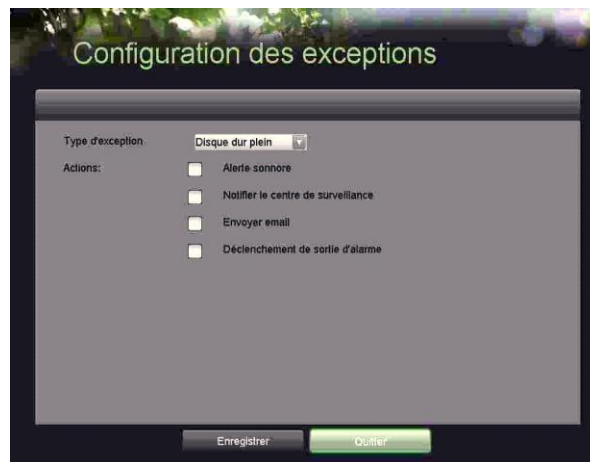 Configuration des exceptions
Type d'exception Disque dur plein
Actions: Alerte sonnore
Notifier le centre de surveillance
Envoyer email
Déclenchement de sortie d'alarme
Enregistrer Quitter